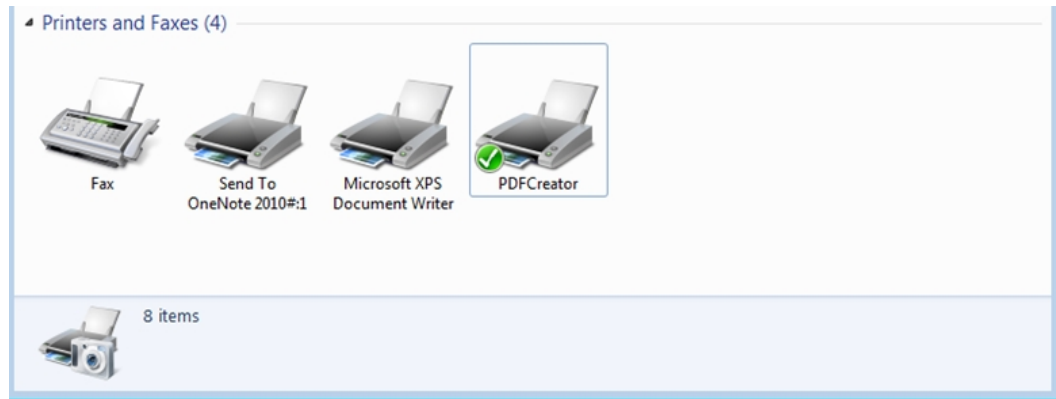 Printers and Faxes (4)
Fax
Send To
OneNote 2010#:1
Microsoft XPS
Document Writer
PDFCreator
8 items